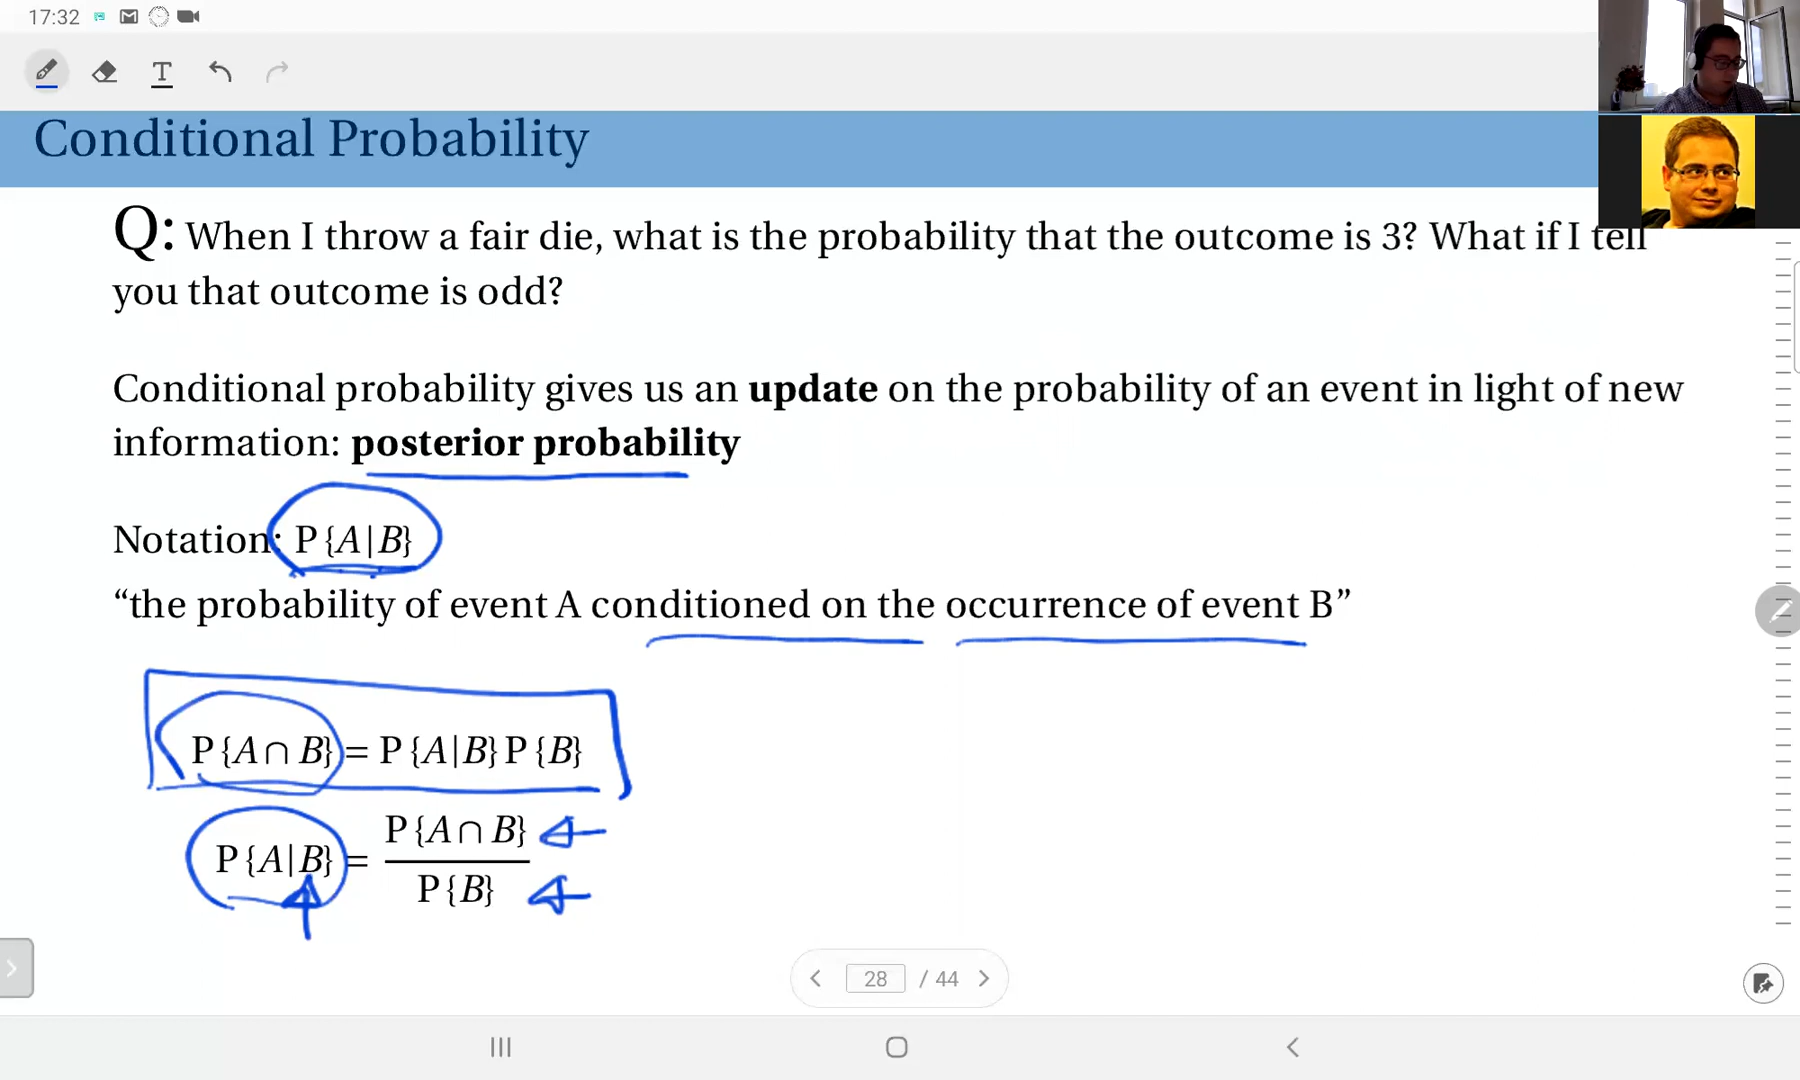 17:32
T
Conditional Probability
Q: When I throw a fair die, what is the probability that the outcome is 3? What if I tell
you that outcome is odd?
Conditional probability gives us an update on the probability of an event in light of new
information: posterior probability
Notation: P{A|B}
“the probability of event A conditioned on the occurrence of event B”
P{A∩B} = P{A|B}P{B}
P{A|B} = P{A∩B} / P{B}
28 / 44